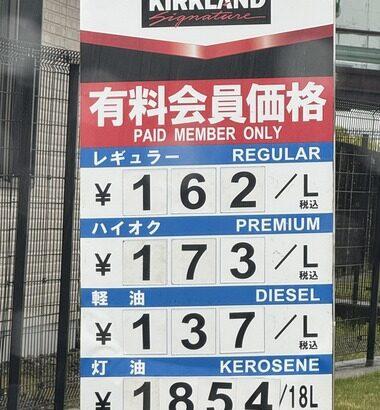 KIRKLAND
Signature
有料会員価格
PAID MEMBER ONLY
レギュラー REGULAR
¥162/L
税込
ハイオク PREMIUM
¥173/L
税込
軽油 DIESEL
¥137/L
税込
灯油 KEROSENE
¥1854/18L